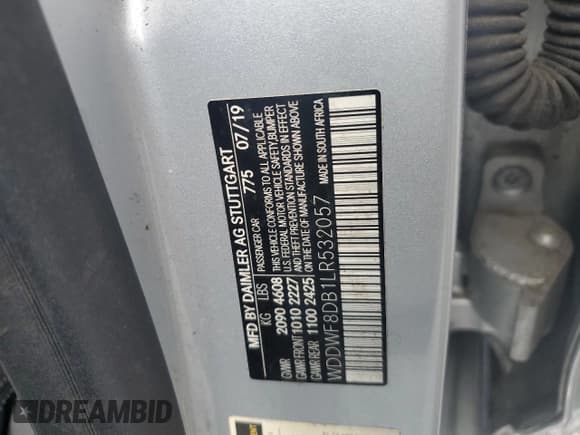 MFD BY DAIMLER AG STUTTGART
PASSENGER CAR 775 07/19
KG LBS
GVWR 2090 4608
GAWR FRONT 1010 2227
GAWR REAR 1100 2425
THIS VEHICLE CONFORMS TO ALL APPLICABLE
U.S. FEDERAL MOTOR VEHICLE SAFETY,BUMPER
AND THEFT PREVENTION STANDARDS IN EFFECT
ON THE DATE OF MANUFACTURE SHOWN ABOVE
WDDWF8DB1LR532057
MADE IN SOUTH AFRICA
DREAMBID